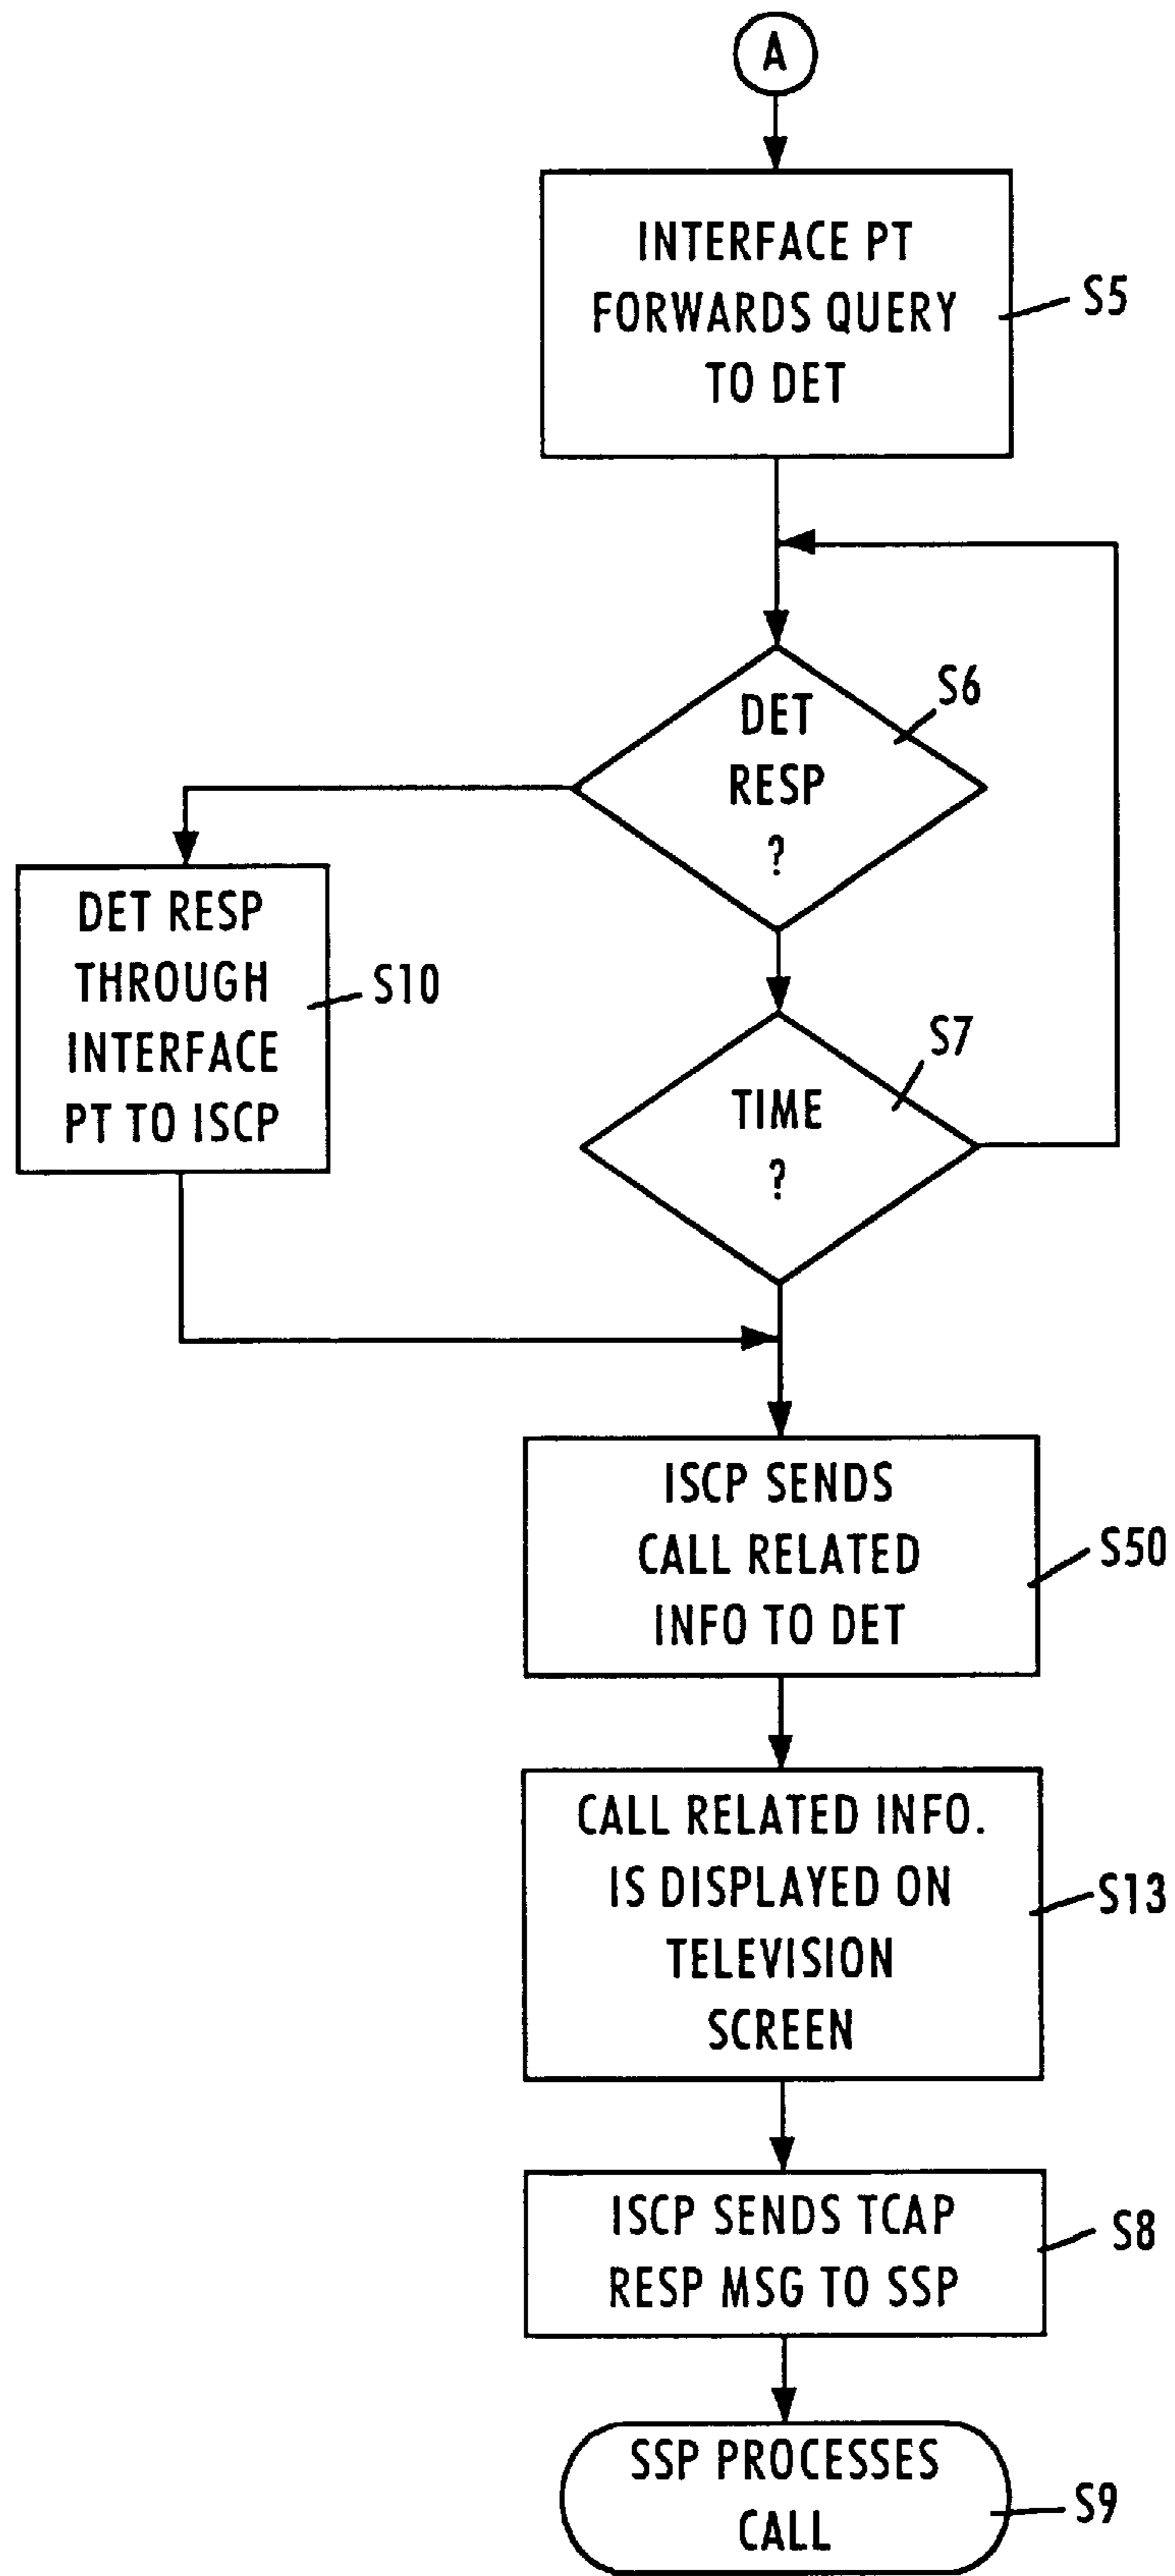 A
INTERFACE PT
FORWARDS QUERY
TO DET
S5
DET
RESP
?
S6
DET RESP
THROUGH
INTERFACE
PT TO ISCP
S10
TIME
?
S7
ISCP SENDS
CALL RELATED
INFO TO DET
S50
CALL RELATED INFO.
IS DISPLAYED ON
TELEVISION
SCREEN
S13
ISCP SENDS TCAP
RESP MSG TO SSP
S8
SSP PROCESSES
CALL
S9